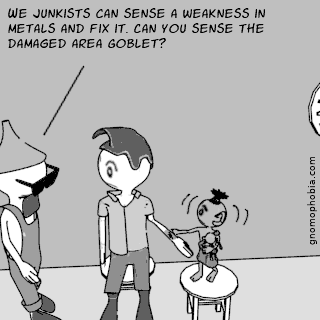 WE JUNKISTS CAN SENSE A WEAKNESS IN
METALS AND FIX IT. CAN YOU SENSE THE
DAMAGED AREA GOBLET?
gnomophobia.com